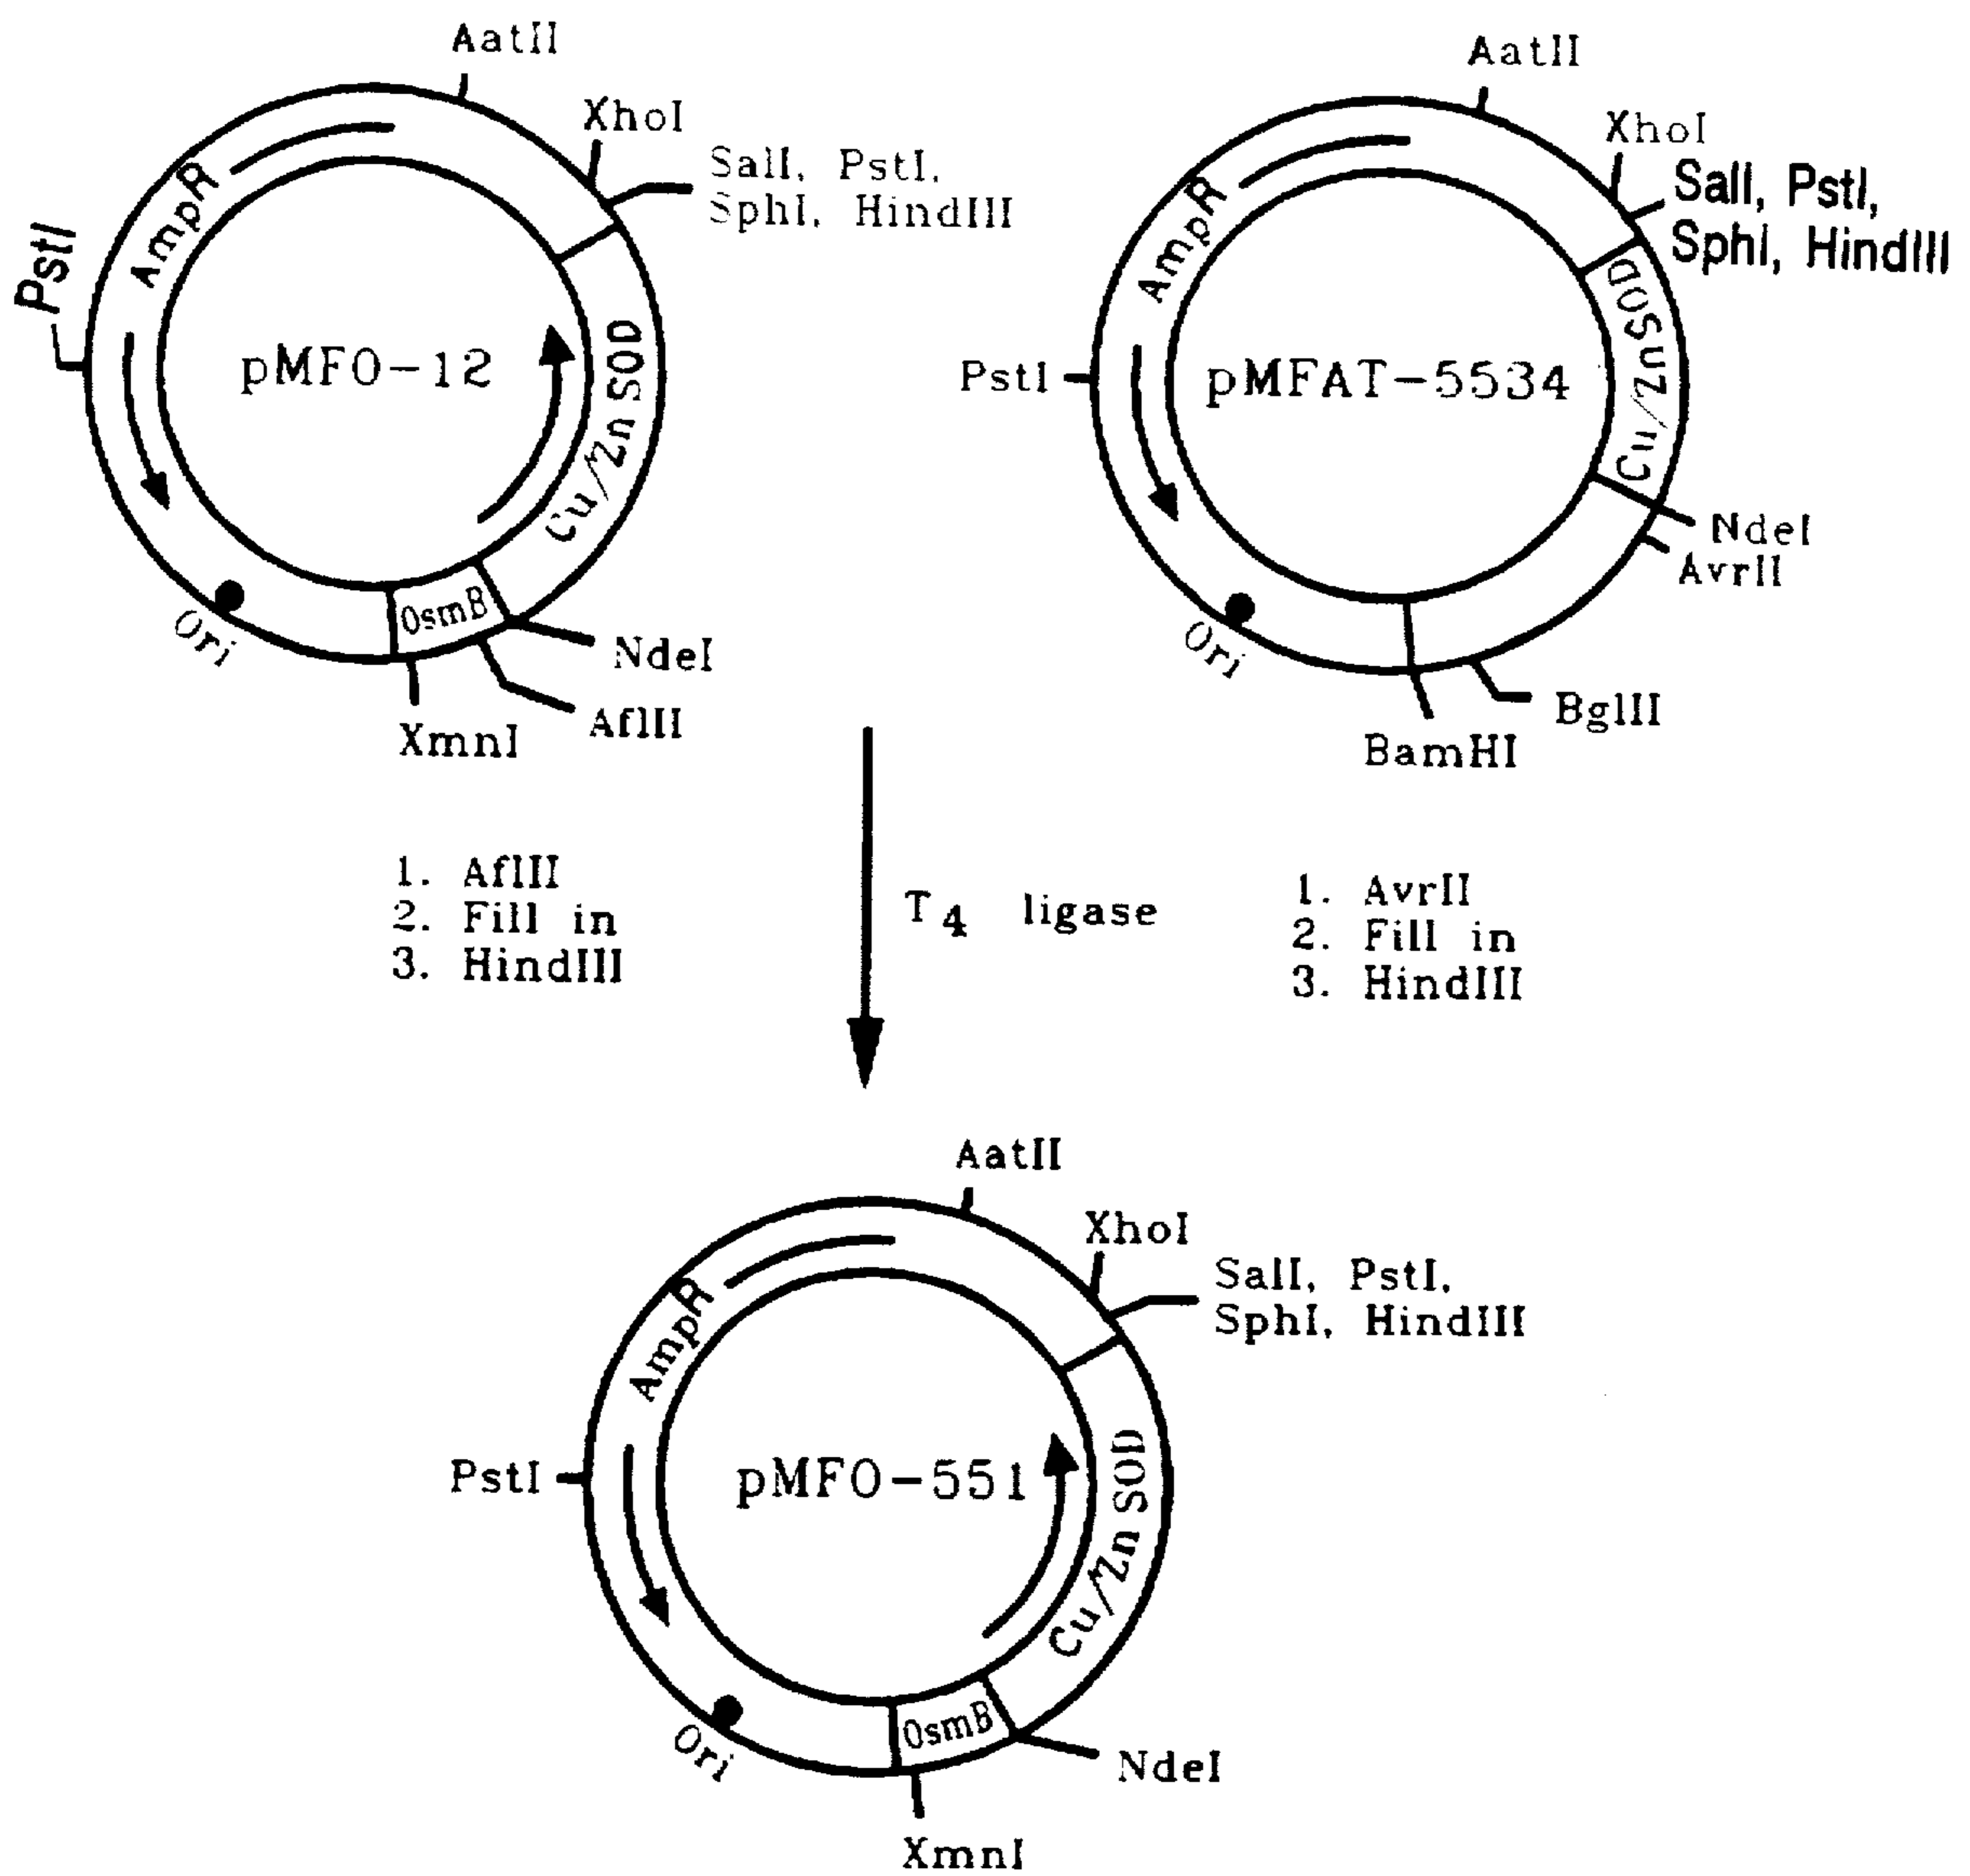 AatII
XhoI
SalI, PstI,
SphI, HindIII
AmpR
PstI
pMFO-12
Cu/Zn SOD
OsmB
Ori
NdeI
AflII
XmnI
AatII
XhoI
SalI, PstI,
SphI, HindIII
AmpR
PstI
pMFAT-5534
Cu/ZnSOD
NdeI
AvrII
Ori
BglII
BamHI
1. AflII
2. Fill in
3. HindIII
T4 ligase
1. AvrII
2. Fill in
3. HindIII
AatII
XhoI
SalI, PstI,
SphI, HindIII
AmpR
PstI
pMFO-551
Cu/Zn SOD
OsmB
Ori
NdeI
XmnI